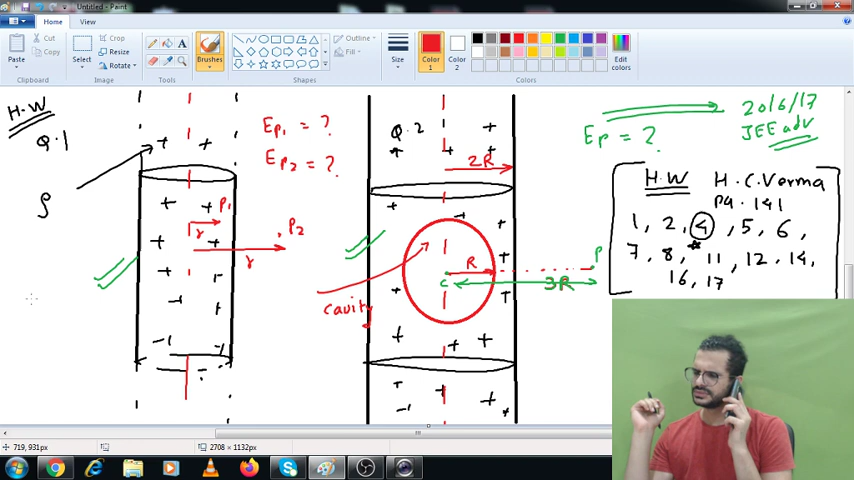 Untitled - Paint
Home
View
Paste
Cut
Copy
Clipboard
Select
Crop
Resize
Rotate
Image
A
Tools
Brushes
Shapes
Outline
Fill
Size
Color 1
Color 2
Edit colors
Colors
H.W
Q.1
ρ
P1
r
P2
r
Ep1 = ?
Ep2 = ?
Q.2
2R
R
C
3R
P
cavity
Ep = ?
20/6/17
JEE adv
H.W H.C.Verma
pg. 141
1, 2, 4, 5, 6,
7, 8, 11, 12, 14,
16, 17
719, 931px
2708 × 1132px